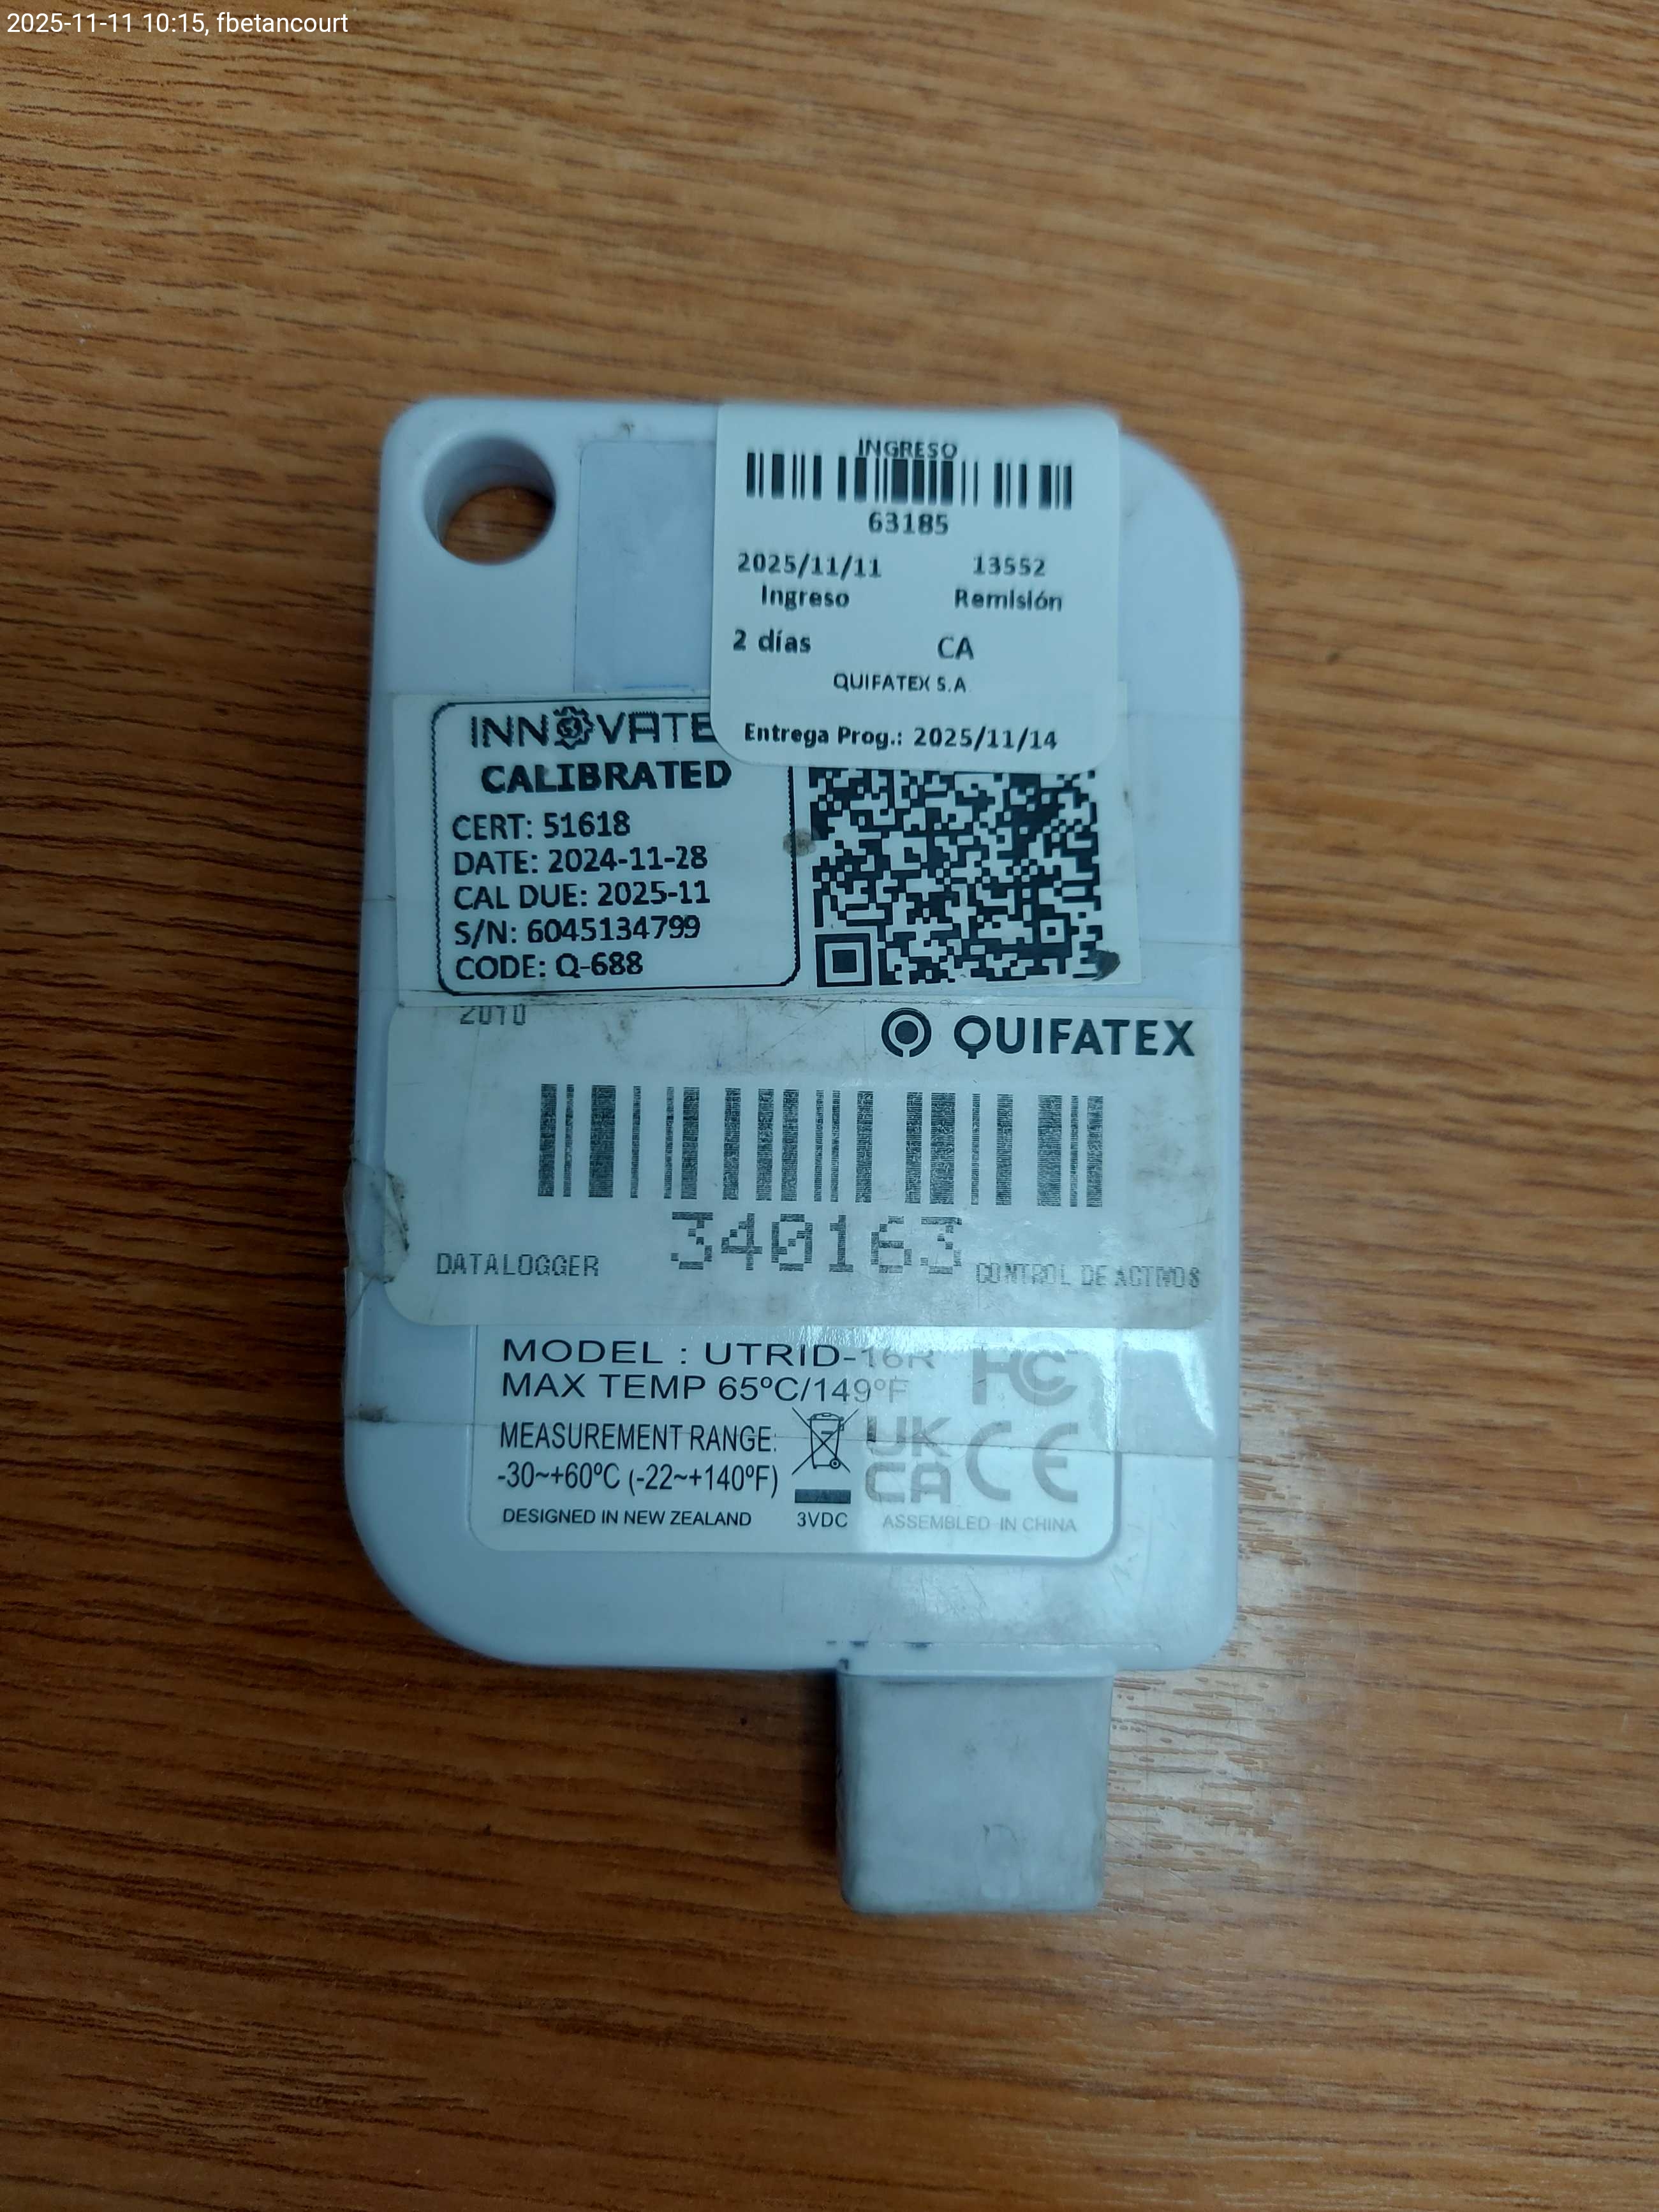 2025-11-11 10:15, fbetancourt
INGRESO
63185
2025/11/11 13552
Ingreso Remisión
2 días CA
QUIFATEX S.A
Entrega Prog.: 2025/11/14
INNOVATE
CALIBRATED
CERT: 51618
DATE: 2024-11-28
CAL DUE: 2025-11
S/N: 6045134799
CODE: Q-688
2010
QUIFATEX
340163
DATALOGGER CONTROL DE ACTIVOS
MODEL : UTRID-16R
MAX TEMP 65ºC/149ºF
FC
MEASUREMENT RANGE:
-30~+60ºC (-22~+140ºF)
UK
CA CE
DESIGNED IN NEW ZEALAND 3VDC ASSEMBLED IN CHINA